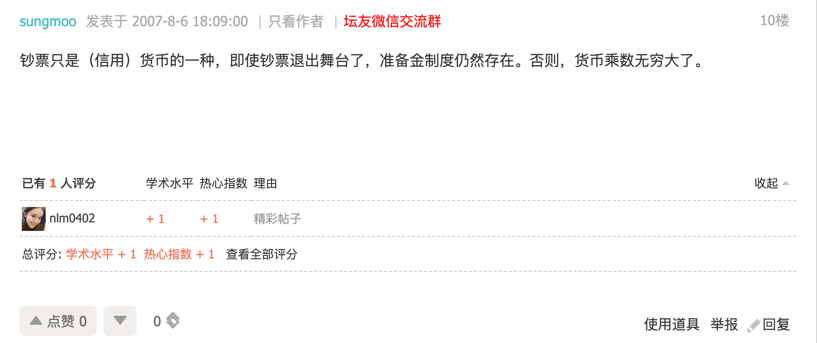 sungmoo 发表于 2007-8-6 18:09:00 | 只看作者 | 坛友微信交流群 10楼
钞票只是（信用）货币的一种，即使钞票退出舞台了，准备金制度仍然存在。否则，货币乘数无穷大了。
已有 1 人评分 学术水平 热心指数 理由 收起
nlm0402 + 1 + 1 精彩帖子
总评分: 学术水平 + 1 热心指数 + 1 查看全部评分
点赞 0 0 使用道具 举报 回复